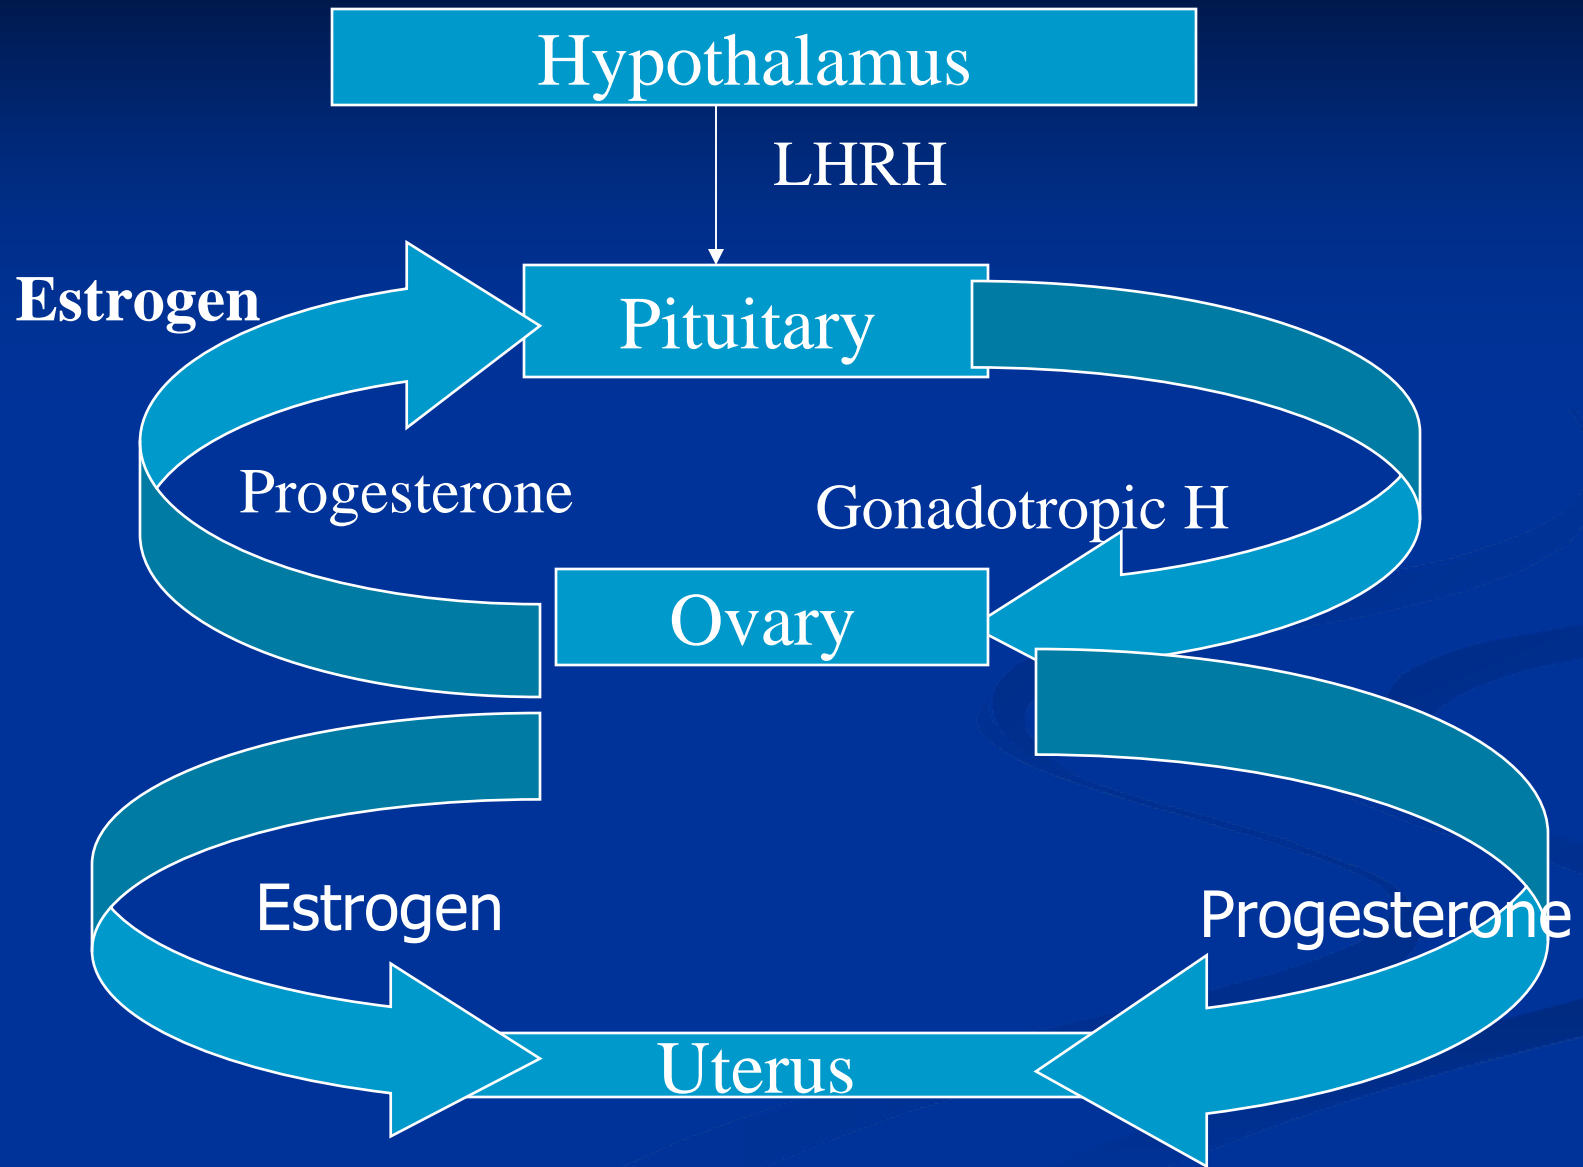 Hypothalamus
LHRH
Estrogen
Pituitary
Progesterone
Gonadotropic H
Ovary
Estrogen
Progesterone
Uterus